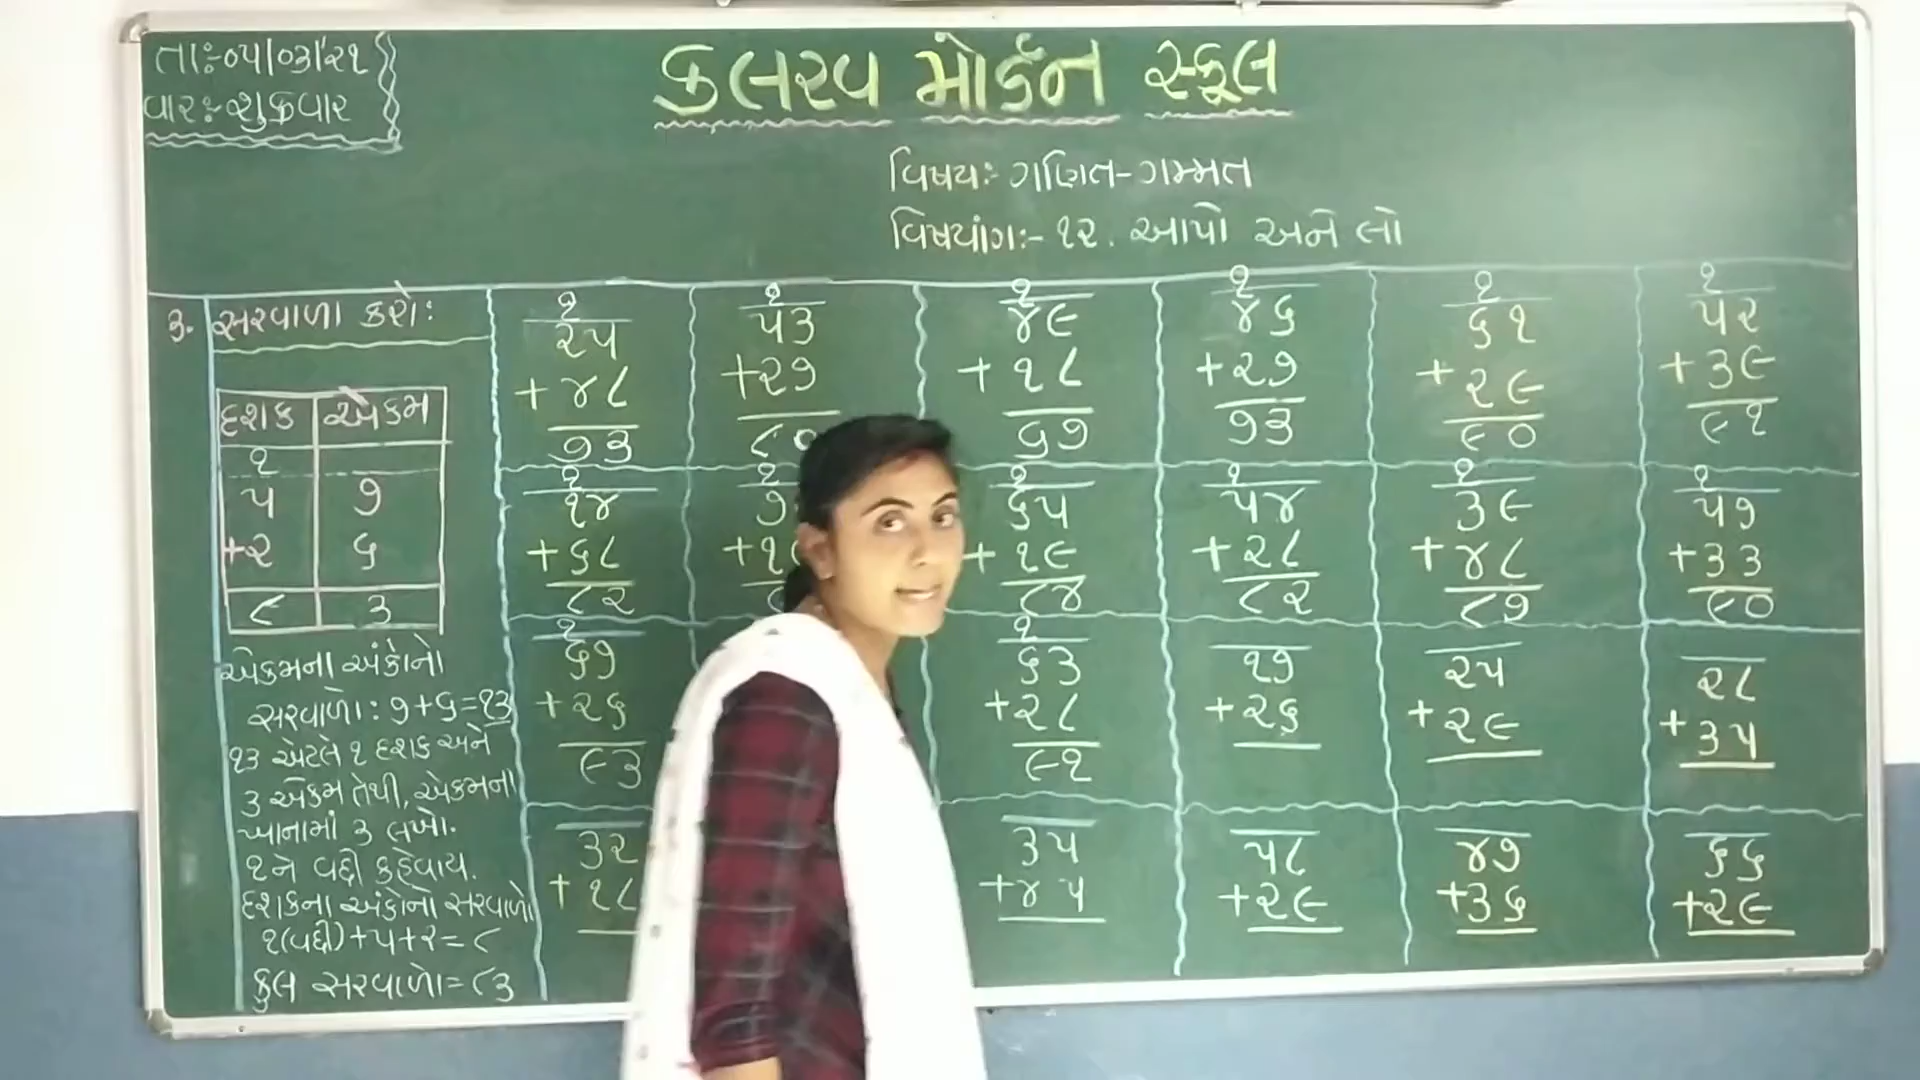 તાઃ-૦૫/૦૩/૨૧
વારઃ-શુક્રવાર
કલરવ મોર્ડન સ્કૂલ
વિષયઃ- ગણિત-ગમ્મત
વિષયાંગઃ- ૧૨. આપો અને લો
૩. સરવાળા કરો:
દશક એકમ
૧
૫ ૭
+૨ ૬
૮ ૩
એકમના અંકોનો
સરવાળો: ૭+૬=૧૩
૧૩ એટલે ૧ દશક અને
૩ એકમ તેથી, એકમના
ખાનામાં ૩ લખો.
૧ને વદ્દી કહેવાય.
દશકના અંકોનો સરવાળો
૧(વદ્દી)+૫+૨=૮
કુલ સરવાળો=૮૩
૧ ૧ ૧ ૧ ૧ ૧
૨૫ ૫૩ ૪૯ ૪૬ ૬૧ ૫૨
+૪૮ +૨૭ +૧૮ +૨૭ +૨૯ +૩૯
૭૩ ૮૦ ૬૭ ૭૩ ૯૦ ૯૧
૧ ૧ ૧ ૧ ૧ ૧
૧૪ ૬૫ ૫૪ ૩૯ ૫૭
+૬૮ +૧૯ +૨૮ +૪૮ +૩૩
૮૨ ૮૪ ૮૨ ૮૭ ૯૦
૧ ૧
૬૭ ૬૩ ૧૭ ૨૫ ૨૮
+૨૬ +૨૮ +૨૬ +૨૯ +૩૫
૯૩ ૯૧
૩૨ ૩૫ ૫૮ ૪૭ ૬૬
+૧૮ +૪૫ +૨૯ +૩૬ +૨૯